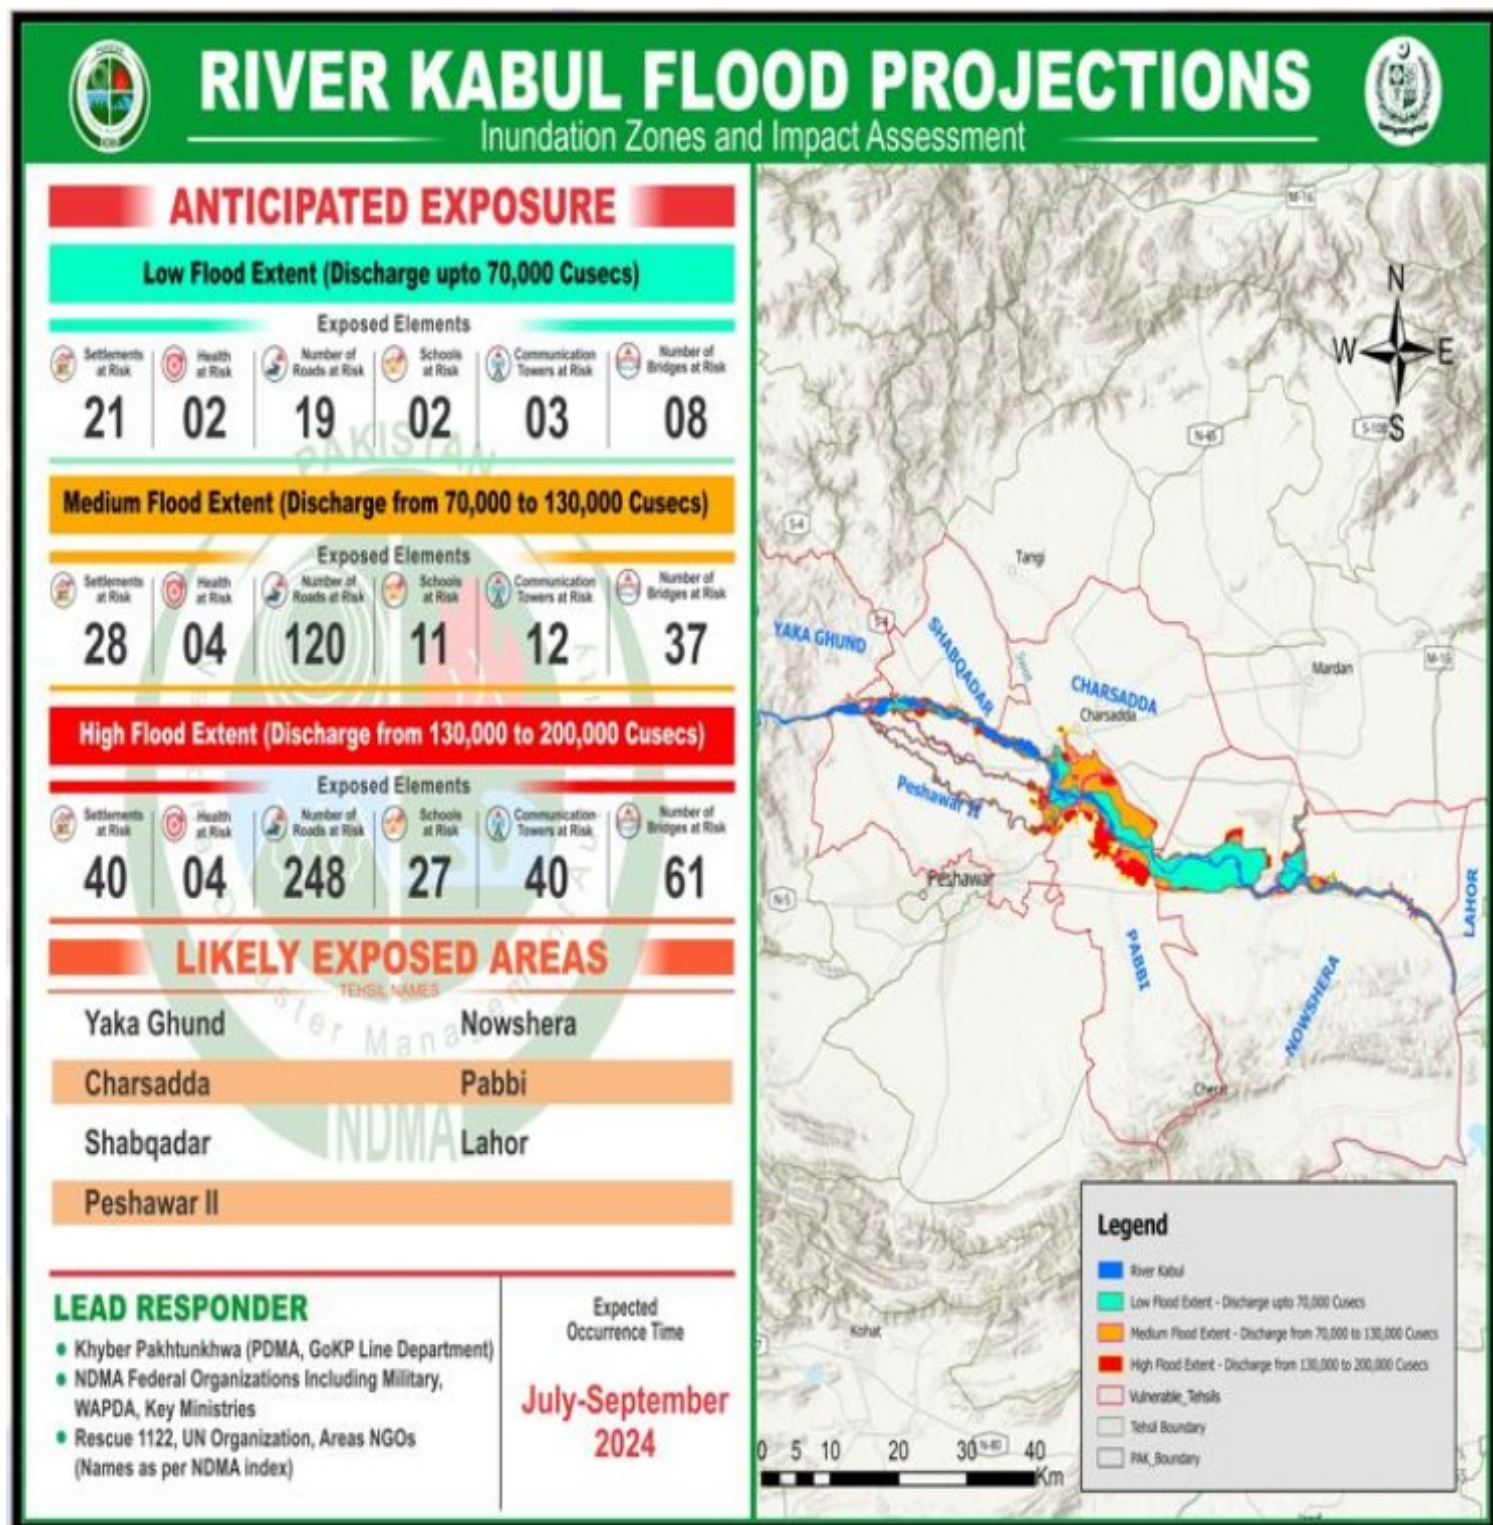 RIVER KABUL FLOOD PROJECTIONS
Inundation Zones and Impact Assessment
ANTICIPATED EXPOSURE
Low Flood Extent (Discharge upto 70,000 Cusecs)
Exposed Elements
Settlements at Risk
Health at Risk
Number of Roads at Risk
Schools at Risk
Communication Towers at Risk
Number of Bridges at Risk
21 02 19 02 03 08
Medium Flood Extent (Discharge from 70,000 to 130,000 Cusecs)
Exposed Elements
Settlements at Risk
Health at Risk
Number of Roads at Risk
Schools at Risk
Communication Towers at Risk
Number of Bridges at Risk
28 04 120 11 12 37
High Flood Extent (Discharge from 130,000 to 200,000 Cusecs)
Exposed Elements
Settlements at Risk
Health at Risk
Number of Roads at Risk
Schools at Risk
Communication Towers at Risk
Number of Bridges at Risk
40 04 248 27 40 61
LIKELY EXPOSED AREAS
TEHSIL NAMES
Yaka Ghund Nowshera
Charsadda Pabbi
Shabqadar Lahor
Peshawar II
PAKISTAN
NDMA
LEAD RESPONDER
• Khyber Pakhtunkhwa (PDMA, GoKP Line Department)
• NDMA Federal Organizations Including Military,
WAPDA, Key Ministries
• Rescue 1122, UN Organization, Areas NGOs
(Names as per NDMA index)
Expected
Occurrence Time
July-September
2024
M-16
N
W E
S
N-45
S-4
Tangi
S-4
YAKA GHUND
SHABQADAR
CHARSADDA
Charsadda
Mardan
M-16
Peshawar II
Peshawar
N-5
PABBI
NOWSHERA
LAHOR
Cherat
Kohat
N-80
0 5 10 20 30 40
Km
Legend
River Kabul
Low Flood Extent - Discharge upto 70,000 Cusecs
Medium Flood Extent - Discharge from 70,000 to 130,000 Cusecs
High Flood Extent - Discharge from 130,000 to 200,000 Cusecs
Vulnerable_Tehsils
Tehsil Boundary
PAK_Boundary